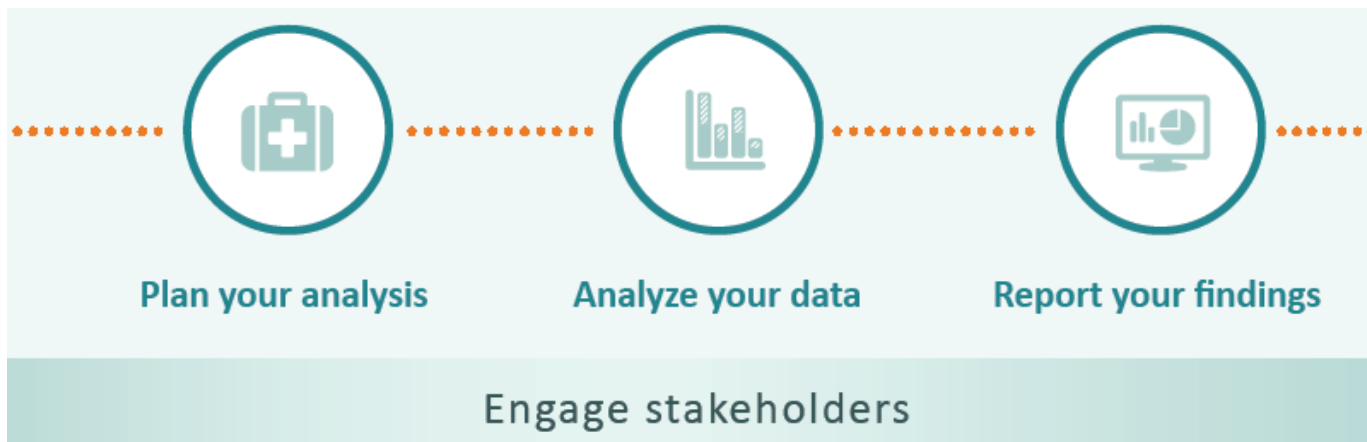 Plan your analysis
Analyze your data
Report your findings
Engage stakeholders